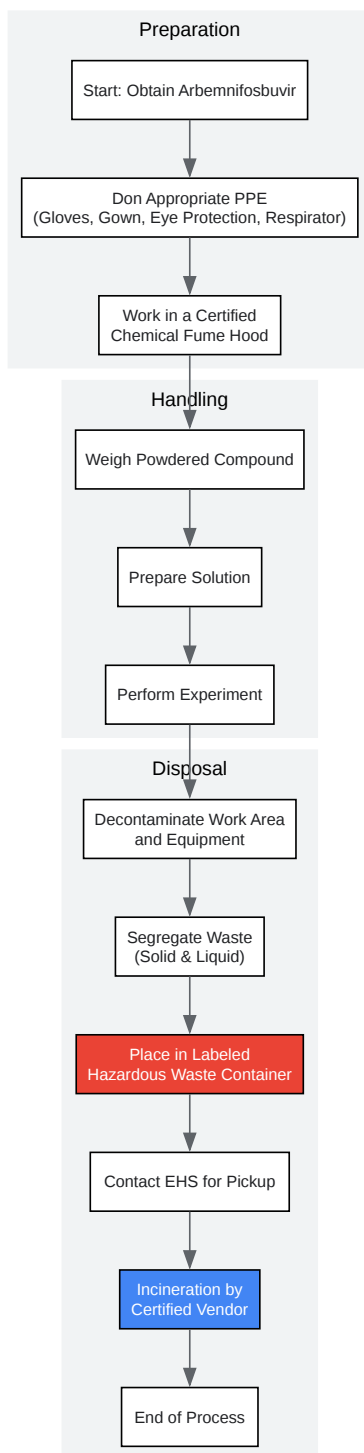 Preparation
Start: Obtain Arbemnifosbuvir
Don Appropriate PPE
(Gloves, Gown, Eye Protection, Respirator)
Work in a Certified
Chemical Fume Hood
Handling
Weigh Powdered Compound
Prepare Solution
Perform Experiment
Disposal
Decontaminate Work Area
and Equipment
Segregate Waste
(Solid & Liquid)
Place in Labeled
Hazardous Waste Container
Contact EHS for Pickup
Incineration by
Certified Vendor
End of Process